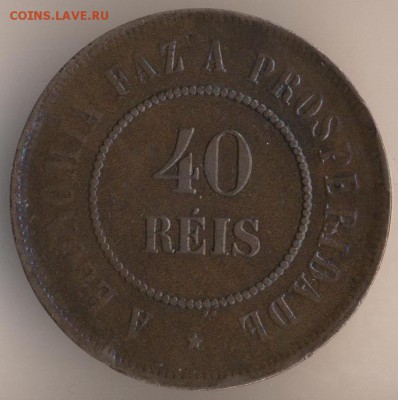 COINS.LAVE.RU
A ECONOMIA FAZ A PROSPERIDADE
40
RÉIS